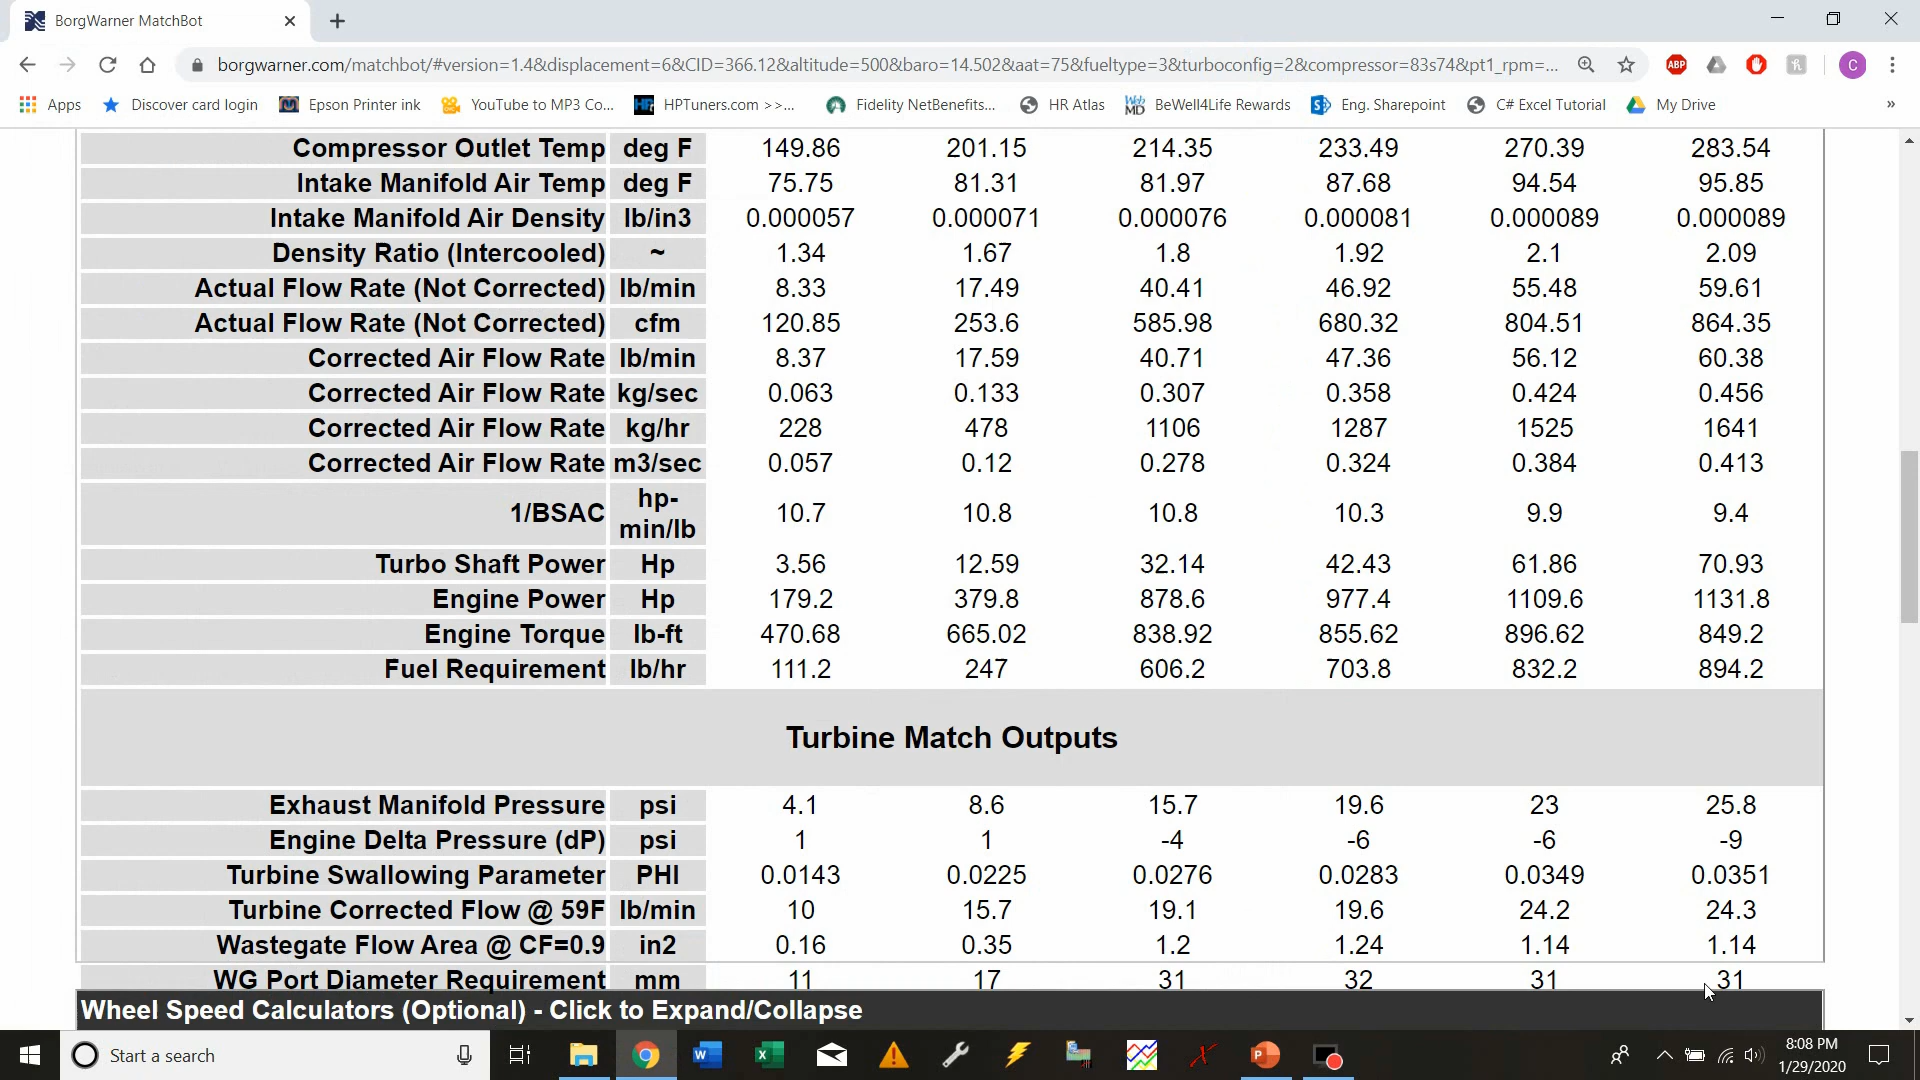 BorgWarner MatchBot
borgwarner.com/matchbot/#version=1.4&displacement=6&CID=366.12&altitude=500&baro=14.502&aat=75&fueltype=3&turboconfig=2&compressor=83s74&pt1_rpm=...
ABP
C
Apps Discover card login Epson Printer ink YouTube to MP3 Co... HPTuners.com >>... Fidelity NetBenefits... HR Atlas BeWell4Life Rewards Eng. Sharepoint C# Excel Tutorial My Drive »
Compressor Outlet Temp deg F 149.86 201.15 214.35 233.49 270.39 283.54
Intake Manifold Air Temp deg F 75.75 81.31 81.97 87.68 94.54 95.85
Intake Manifold Air Density lb/in3 0.000057 0.000071 0.000076 0.000081 0.000089 0.000089
Density Ratio (Intercooled) ~ 1.34 1.67 1.8 1.92 2.1 2.09
Actual Flow Rate (Not Corrected) lb/min 8.33 17.49 40.41 46.92 55.48 59.61
Actual Flow Rate (Not Corrected) cfm 120.85 253.6 585.98 680.32 804.51 864.35
Corrected Air Flow Rate lb/min 8.37 17.59 40.71 47.36 56.12 60.38
Corrected Air Flow Rate kg/sec 0.063 0.133 0.307 0.358 0.424 0.456
Corrected Air Flow Rate kg/hr 228 478 1106 1287 1525 1641
Corrected Air Flow Rate m3/sec 0.057 0.12 0.278 0.324 0.384 0.413
hp-
1/BSAC min/lb 10.7 10.8 10.8 10.3 9.9 9.4
Turbo Shaft Power Hp 3.56 12.59 32.14 42.43 61.86 70.93
Engine Power Hp 179.2 379.8 878.6 977.4 1109.6 1131.8
Engine Torque lb-ft 470.68 665.02 838.92 855.62 896.62 849.2
Fuel Requirement lb/hr 111.2 247 606.2 703.8 832.2 894.2
Turbine Match Outputs
Exhaust Manifold Pressure psi 4.1 8.6 15.7 19.6 23 25.8
Engine Delta Pressure (dP) psi 1 1 -4 -6 -6 -9
Turbine Swallowing Parameter PHI 0.0143 0.0225 0.0276 0.0283 0.0349 0.0351
Turbine Corrected Flow @ 59F lb/min 10 15.7 19.1 19.6 24.2 24.3
Wastegate Flow Area @ CF=0.9 in2 0.16 0.35 1.2 1.24 1.14 1.14
WG Port Diameter Requirement mm 11 17 31 32 31 31
Wheel Speed Calculators (Optional) - Click to Expand/Collapse
Start a search
8:08 PM
1/29/2020